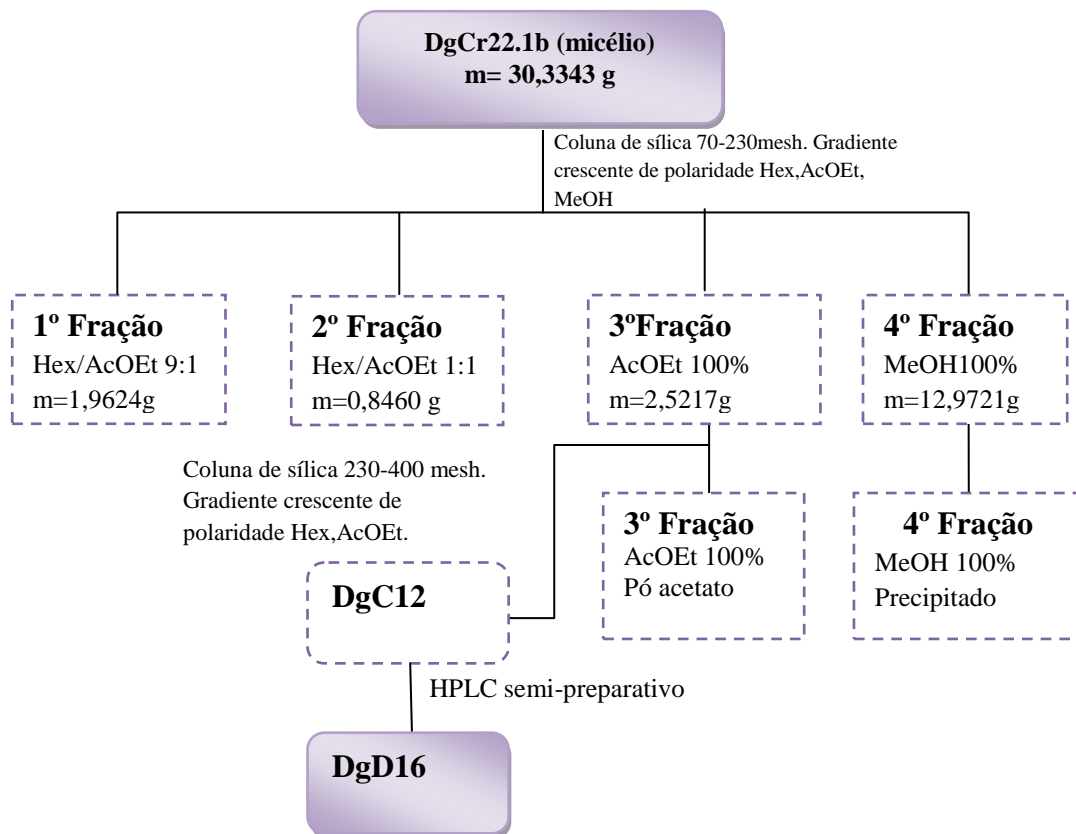 DgCr22.1b (micélio)
m= 30,3343 g
Coluna de sílica 70-230mesh. Gradiente
crescente de polaridade Hex,AcOEt,
MeOH
1º Fração
Hex/AcOEt 9:1
m=1,9624g
2º Fração
Hex/AcOEt 1:1
m=0,8460 g
3ºFração
AcOEt 100%
m=2,5217g
4º Fração
MeOH100%
m=12,9721g
Coluna de sílica 230-400 mesh.
Gradiente crescente de
polaridade Hex,AcOEt.
3º Fração
AcOEt 100%
Pó acetato
4º Fração
MeOH 100%
Precipitado
DgC12
HPLC semi-preparativo
DgD16